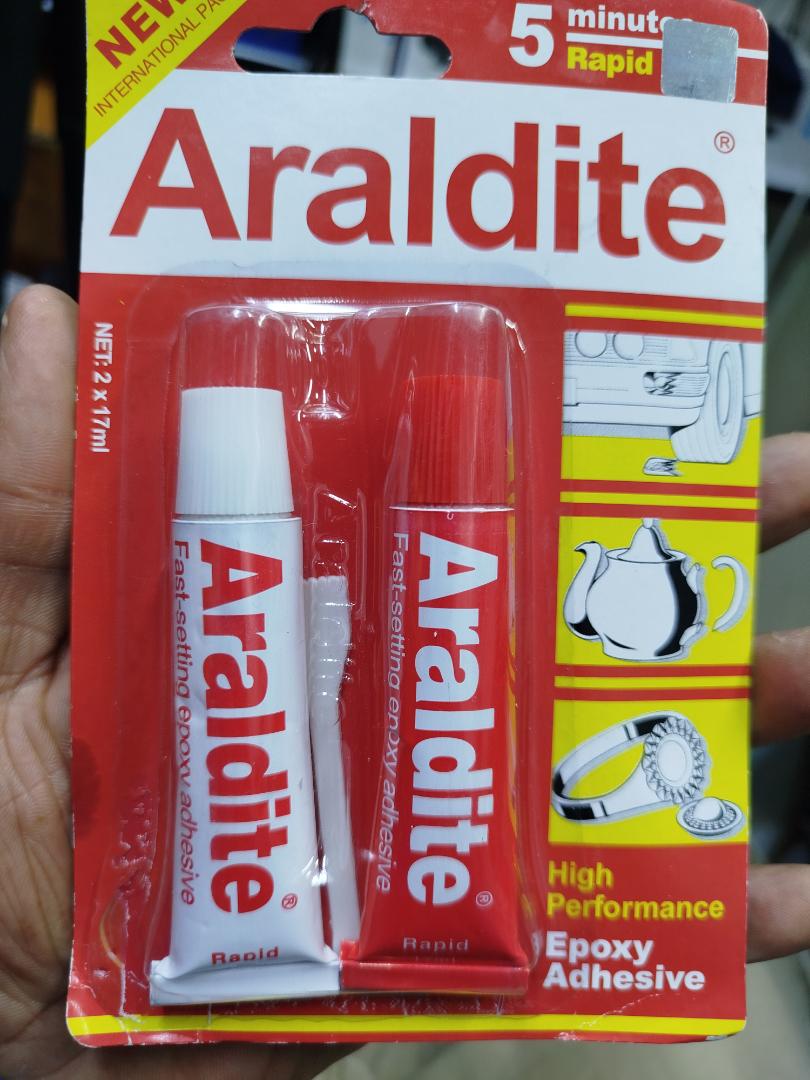 NEW
INTERNATIONAL
5 minutes
Rapid
Araldite®
NET: 2 x 17ml
Araldite®
Fast-setting epoxy adhesive
Rapid
Araldite®
Fast-setting epoxy adhesive
Rapid
High
Performance
Epoxy
Adhesive